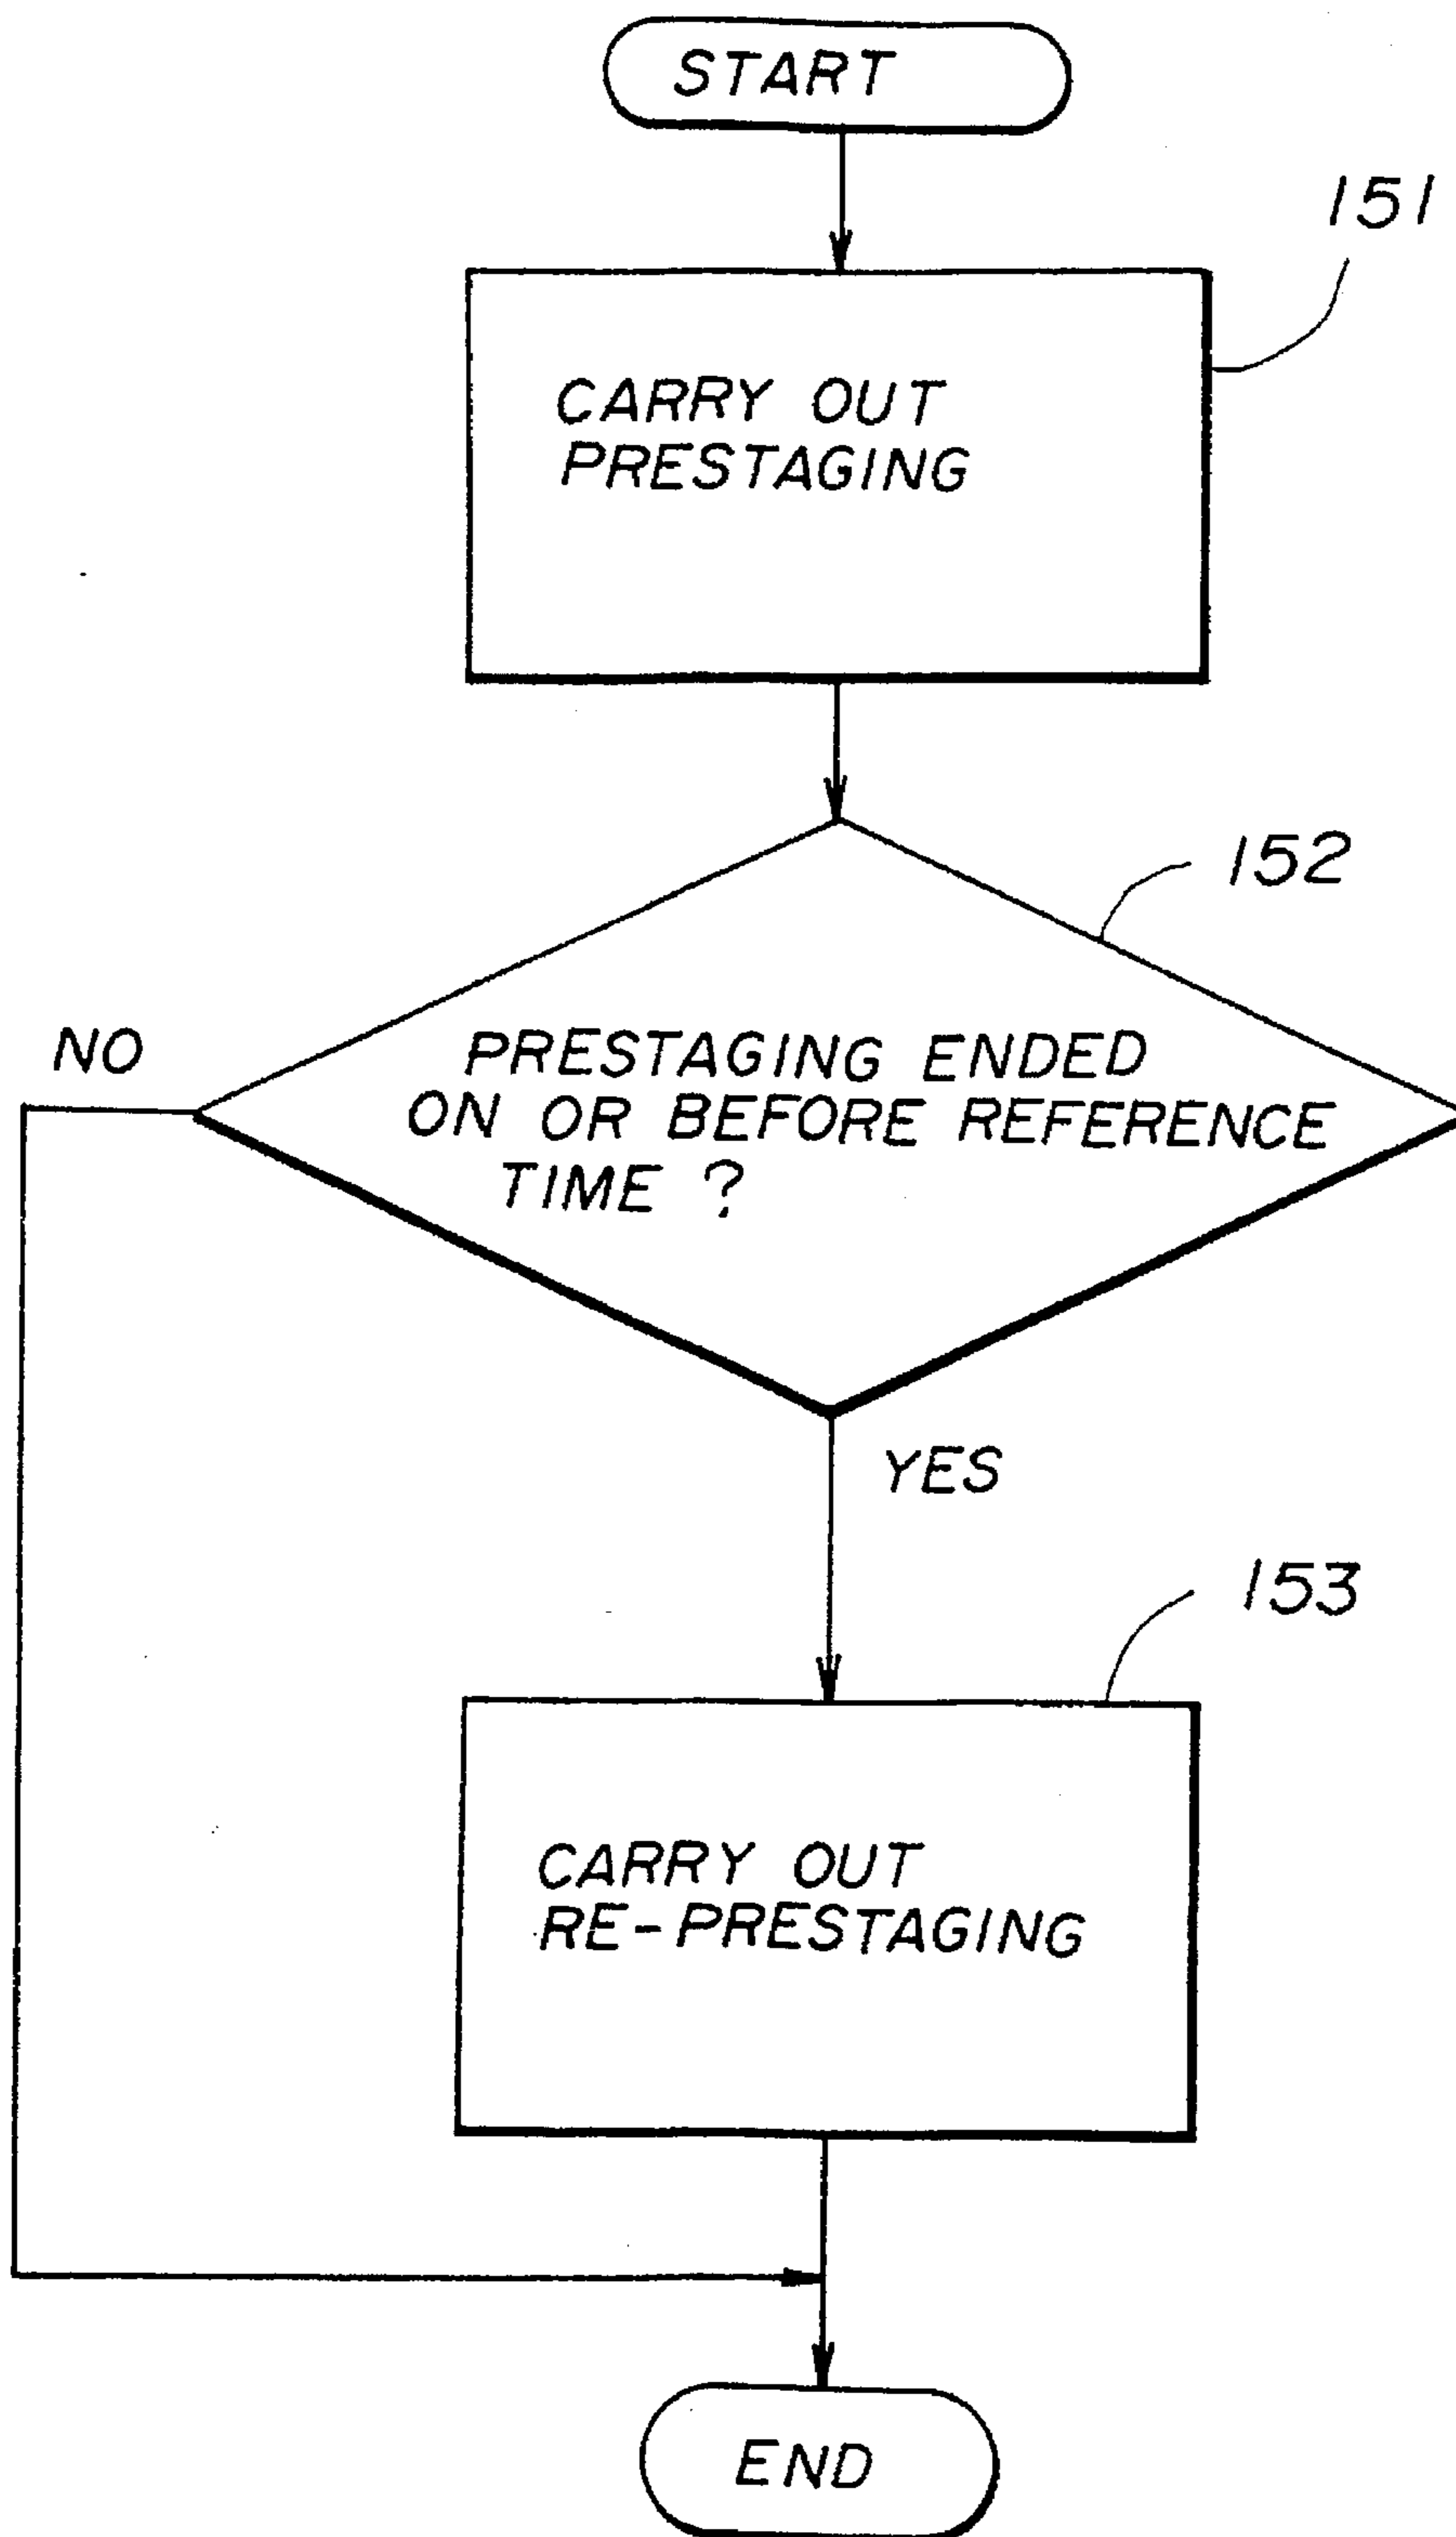 START
151
CARRY OUT
PRESTAGING
152
NO
PRESTAGING ENDED
ON OR BEFORE REFERENCE
TIME ?
YES
153
CARRY OUT
RE-PRESTAGING
END